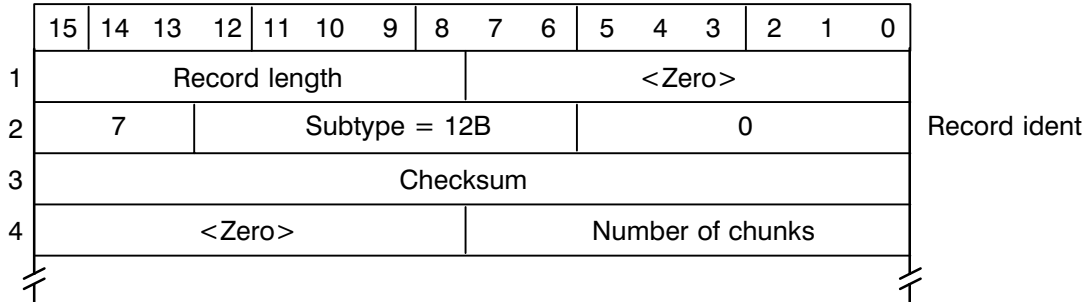 15 14 13 12 11 10 9 8 7 6 5 4 3 2 1 0
1 Record length <Zero>
2 7 Subtype = 12B 0 Record ident
3 Checksum
4 <Zero> Number of chunks